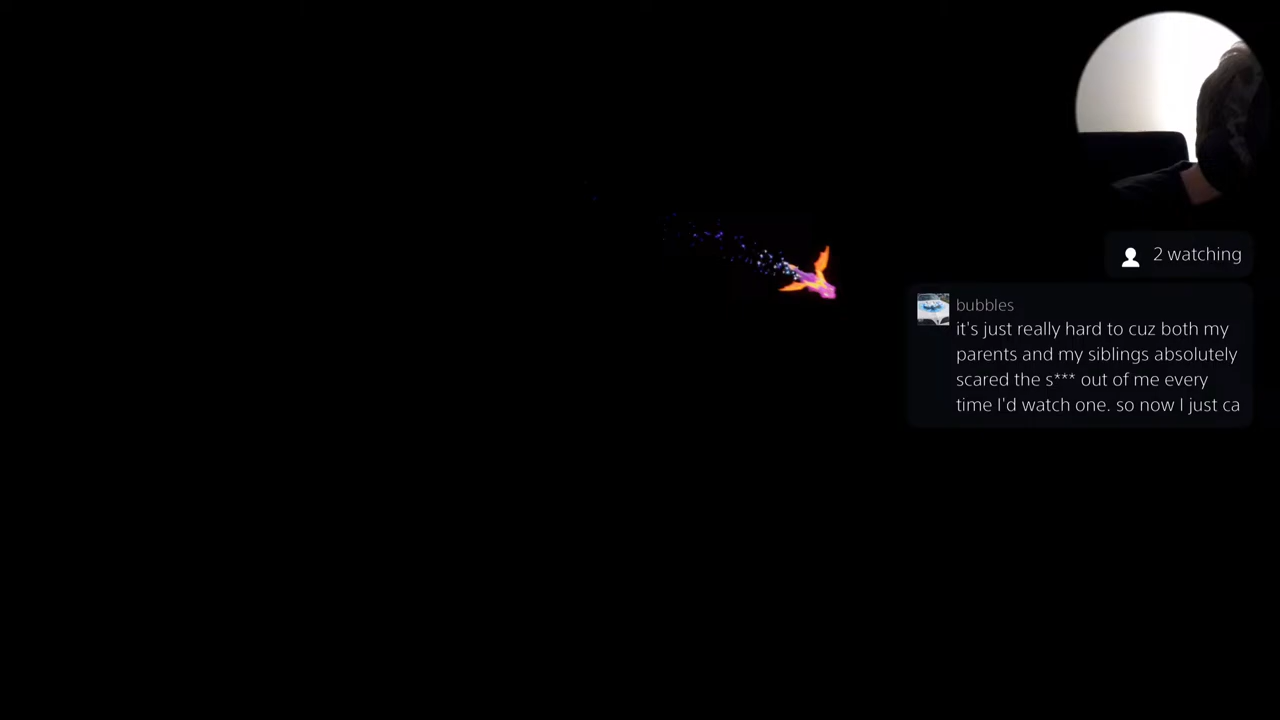 2 watching
bubbles
it's just really hard to cuz both my
parents and my siblings absolutely
scared the s*** out of me every
time I'd watch one. so now I just ca